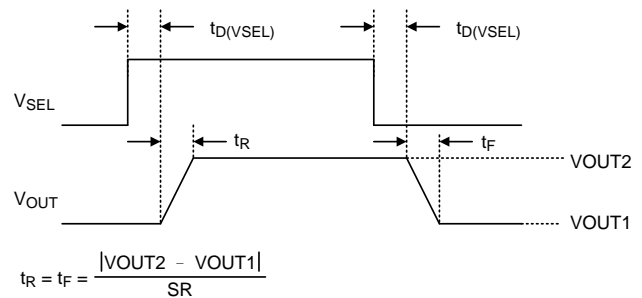 tD(VSEL) tD(VSEL)
VSEL
tR tF
VOUT2
VOUT
VOUT1
tR = tF = |VOUT2 - VOUT1|
SR